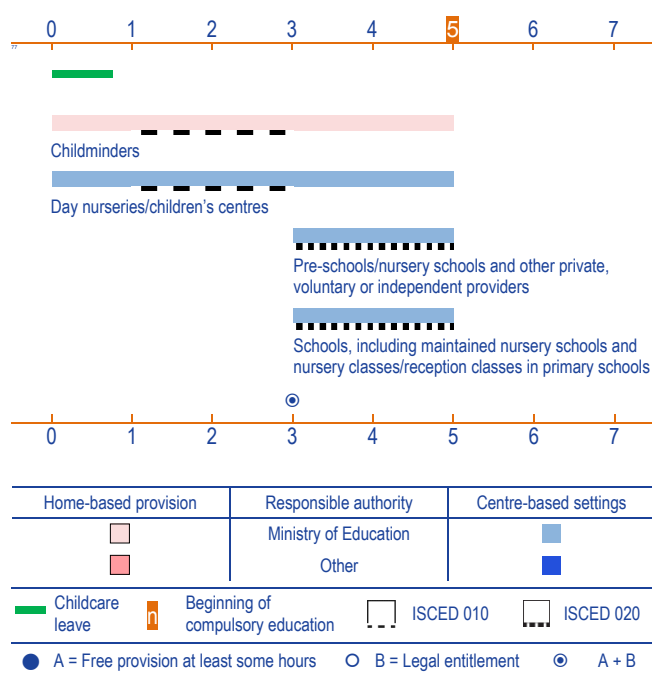 0 1 2 3 4 5 6 7
77
Childminders
Day nurseries/children's centres
Pre-schools/nursery schools and other private,
voluntary or independent providers
Schools, including maintained nursery schools and
nursery classes/reception classes in primary schools
0 1 2 3 4 5 6 7
Home-based provision Responsible authority Centre-based settings
Ministry of Education
Other
Childcare leave n Beginning of compulsory education ISCED 010 ISCED 020
A = Free provision at least some hours B = Legal entitlement A + B